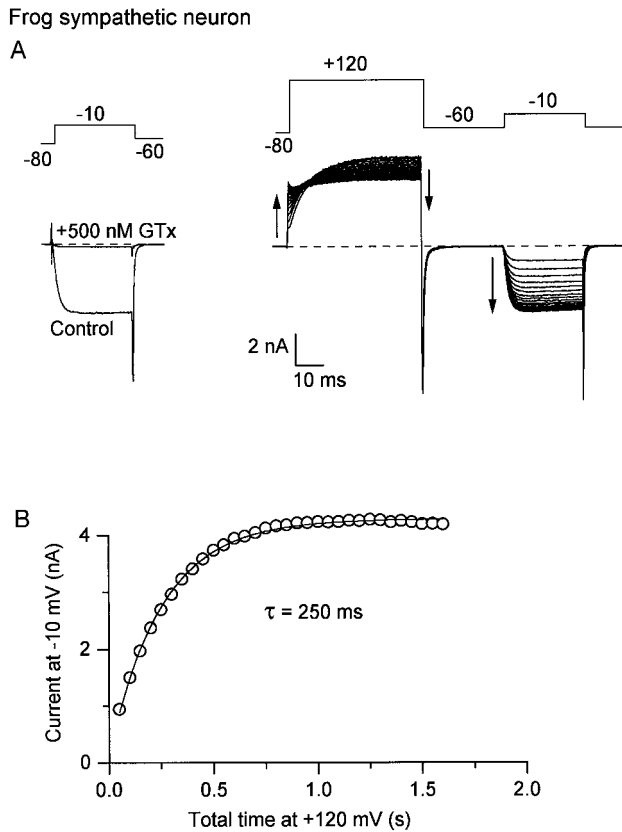 Frog sympathetic neuron
A
-10
-80
-60
+500 nM GTx
Control
+120
-80
-60
-10
2 nA
10 ms
B
Current at -10 mV (nA)
4
2
0
τ = 250 ms
0.0 0.5 1.0 1.5 2.0
Total time at +120 mV (s)